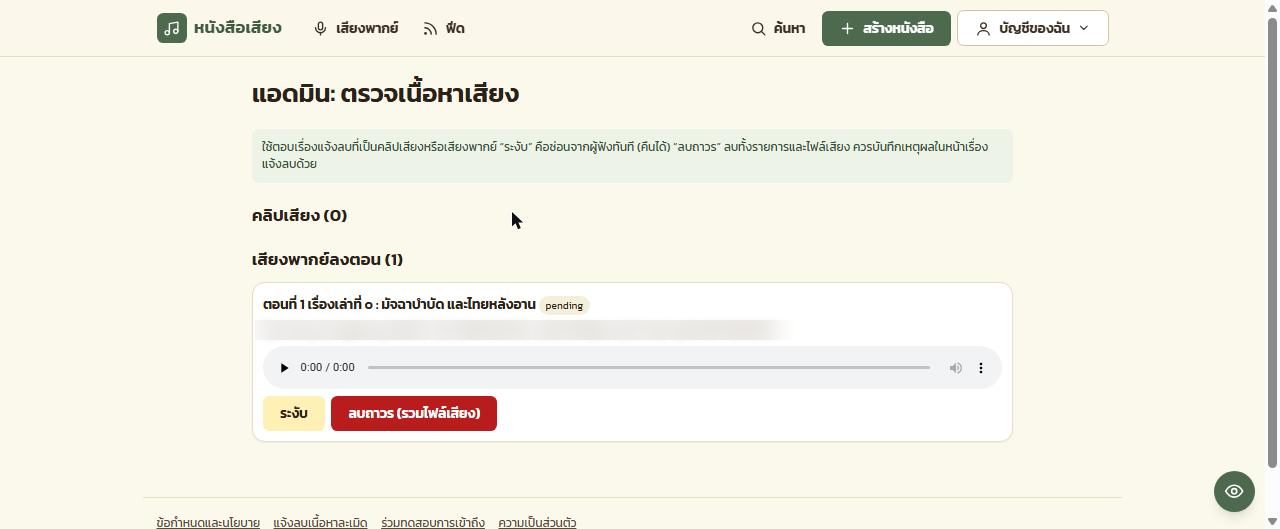 หนังสือเสียง เสียงพากย์ ฟีด ค้นหา สร้างหนังสือ บัญชีของฉัน
แอดมิน: ตรวจเนื้อหาเสียง
ใช้ตอบเรื่องแจ้งลบที่เป็นคลิปเสียงหรือเสียงพากย์ "ระงับ" คือซ่อนจากผู้ฟังทันที (คืนได้) "ลบถาวร" ลบทั้งรายการและไฟล์เสียง ควรบันทึกเหตุผลในหน้าเรื่อง
แจ้งลบด้วย
คลิปเสียง (0)
เสียงพากย์ลงตอน (1)
ตอนที่ 1 เรื่องเล่าที่ ๐ : มัจฉาบำบัด และไทยหลังอาน pending
0:00 / 0:00
ระงับ ลบถาวร (รวมไฟล์เสียง)
ข้อกำหนดและนโยบาย แจ้งลบเนื้อหาละเมิด ร่วมทดสอบการเข้าถึง ความเป็นส่วนตัว